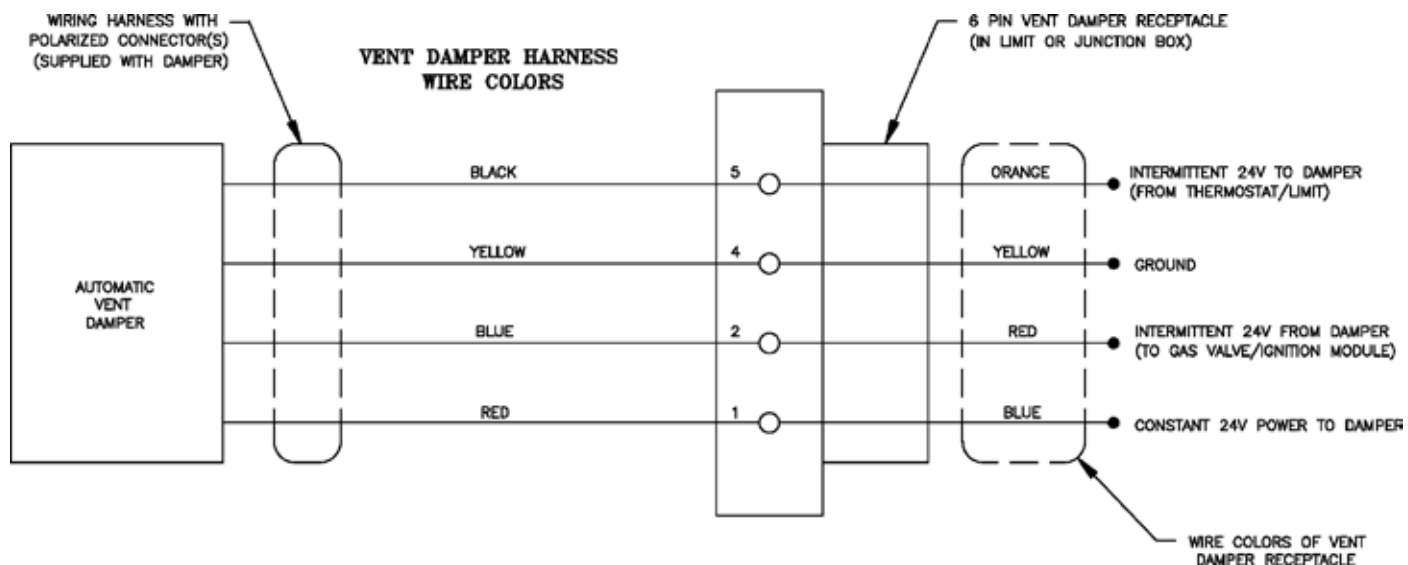 WIRING HARNESS WITH
POLARIZED CONNECTOR(S)
(SUPPLIED WITH DAMPER)
VENT DAMPER HARNESS
WIRE COLORS
6 PIN VENT DAMPER RECEPTACLE
(IN LIMIT OR JUNCTION BOX)
AUTOMATIC
VENT
DAMPER
BLACK
5
ORANGE
INTERMITTENT 24V TO DAMPER
(FROM THERMOSTAT/LIMIT)
YELLOW
4
YELLOW
GROUND
BLUE
2
RED
INTERMITTENT 24V FROM DAMPER
(TO GAS VALVE/IGNITION MODULE)
RED
1
BLUE
CONSTANT 24V POWER TO DAMPER
WIRE COLORS OF VENT
DAMPER RECEPTACLE